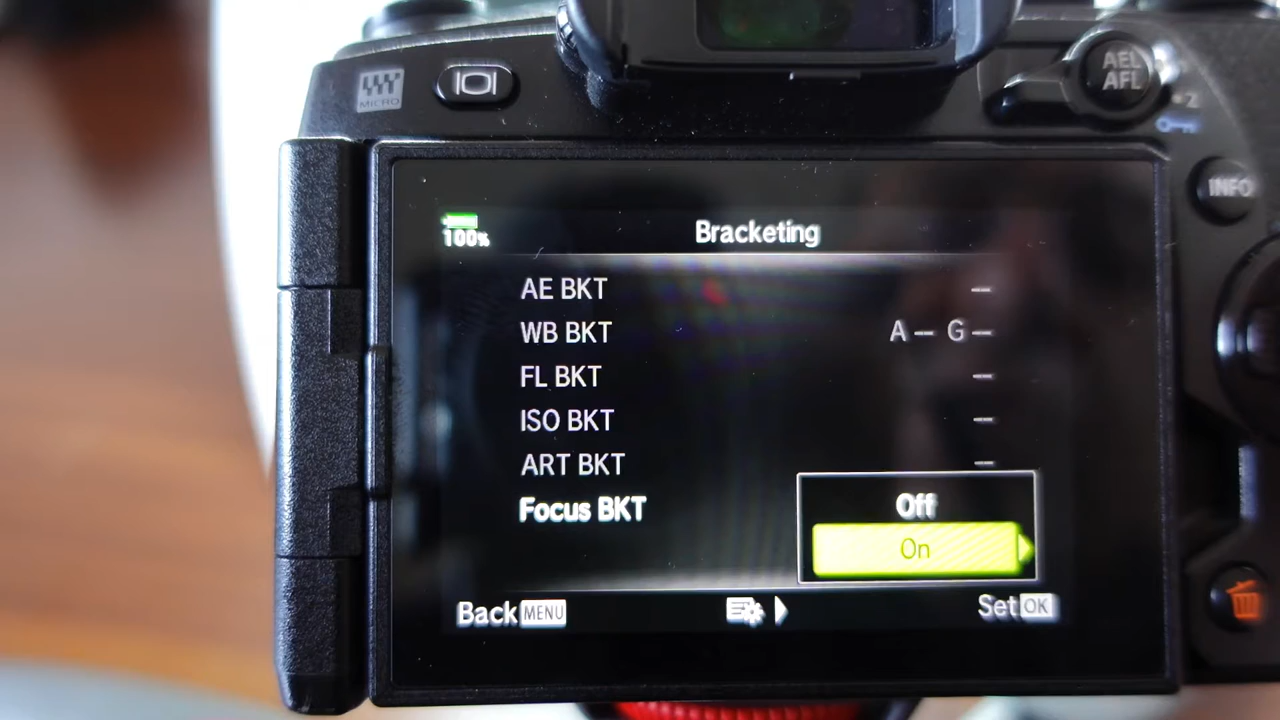 MICRO
AEL
AFL
INFO
100%
Bracketing
AE BKT --
WB BKT A -- G --
FL BKT --
ISO BKT --
ART BKT --
Focus BKT
Off
On
Back MENU
Set OK